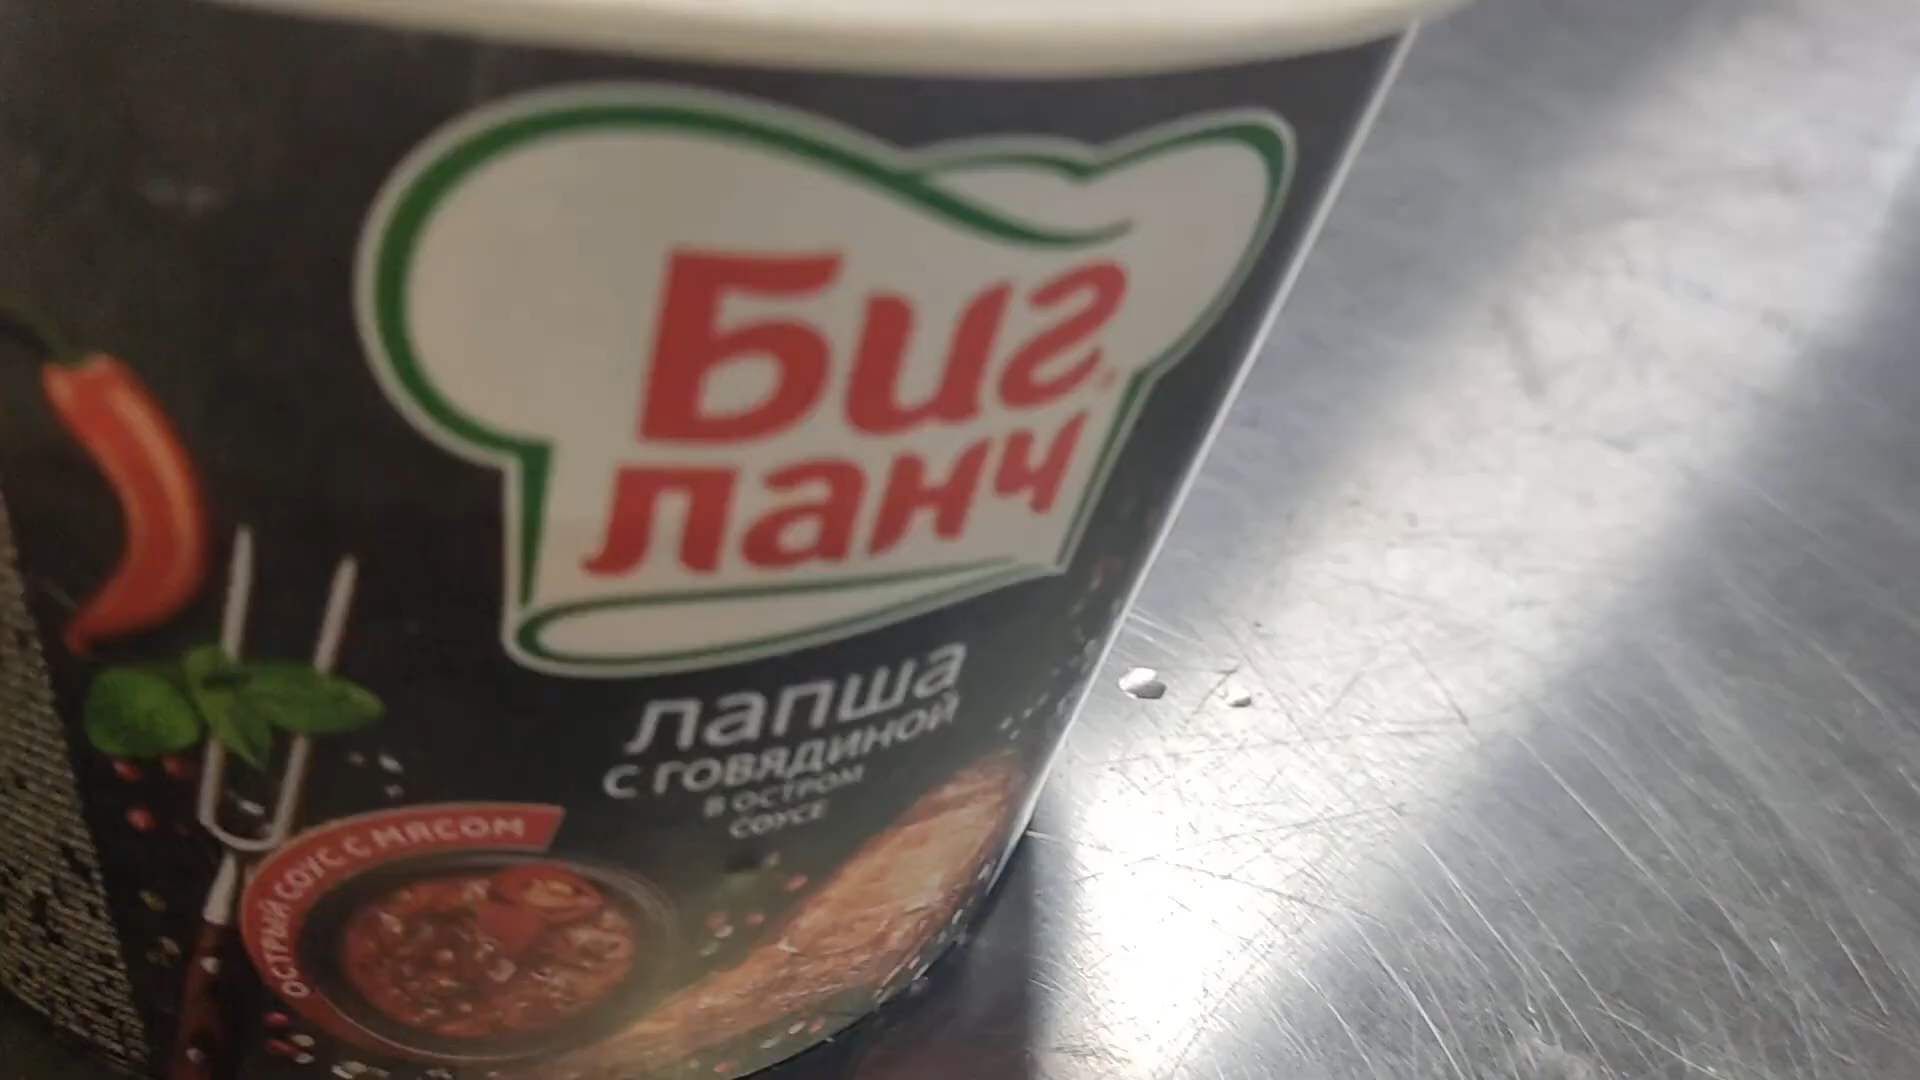 Биг
ланч
лапша
с говядиной
в остром
соусе
ОСТРЫЙ СОУС С МЯСОМ